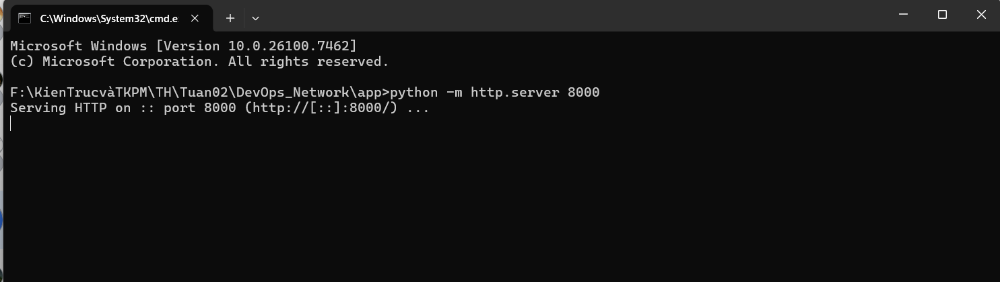 C:\Windows\System32\cmd.e
Microsoft Windows [Version 10.0.26100.7462]
(c) Microsoft Corporation. All rights reserved.
F:\KienTrucvàTKPM\TH\Tuan02\DevOps_Network\app>python -m http.server 8000
Serving HTTP on :: port 8000 (http://[::]:8000/) ...